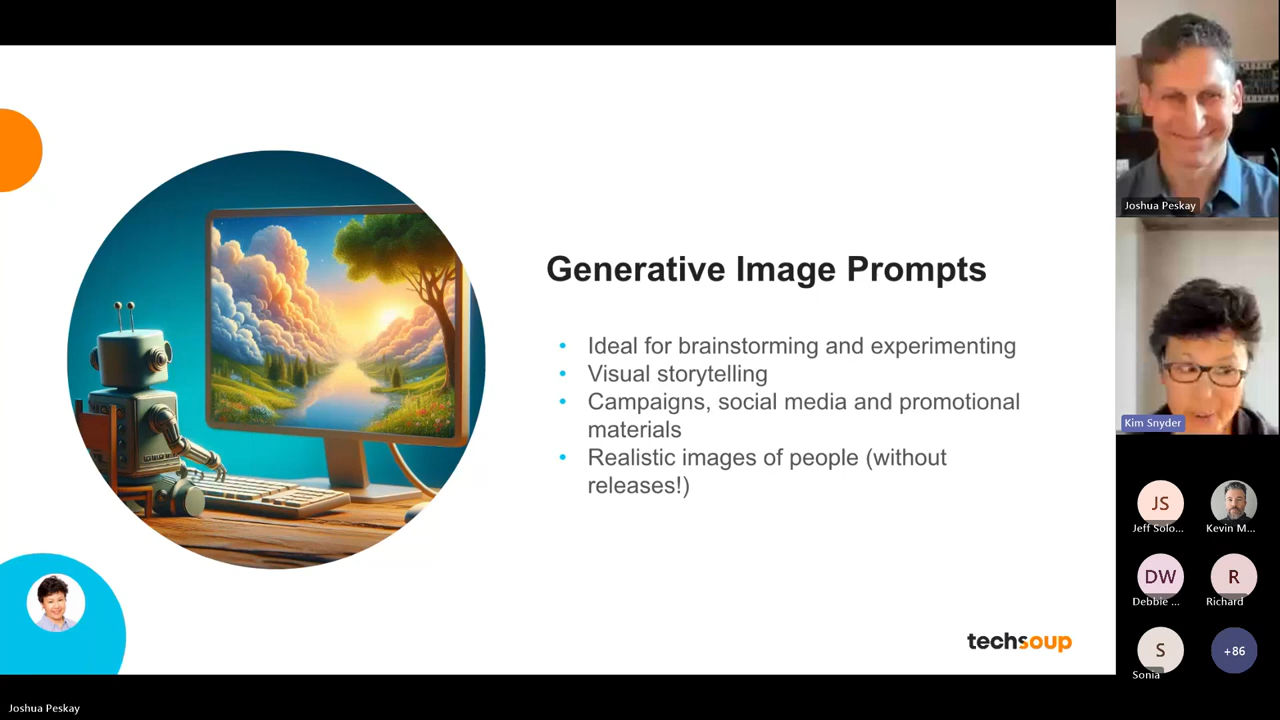 Generative Image Prompts
• Ideal for brainstorming and experimenting
• Visual storytelling
• Campaigns, social media and promotional
materials
• Realistic images of people (without
releases!)
techsoup
Joshua Peskay
Kim Snyder
JS
Jeff Solo...
Kevin M...
DW
Debbie ...
R
Richard
S
Sonia
+86
Joshua Peskay